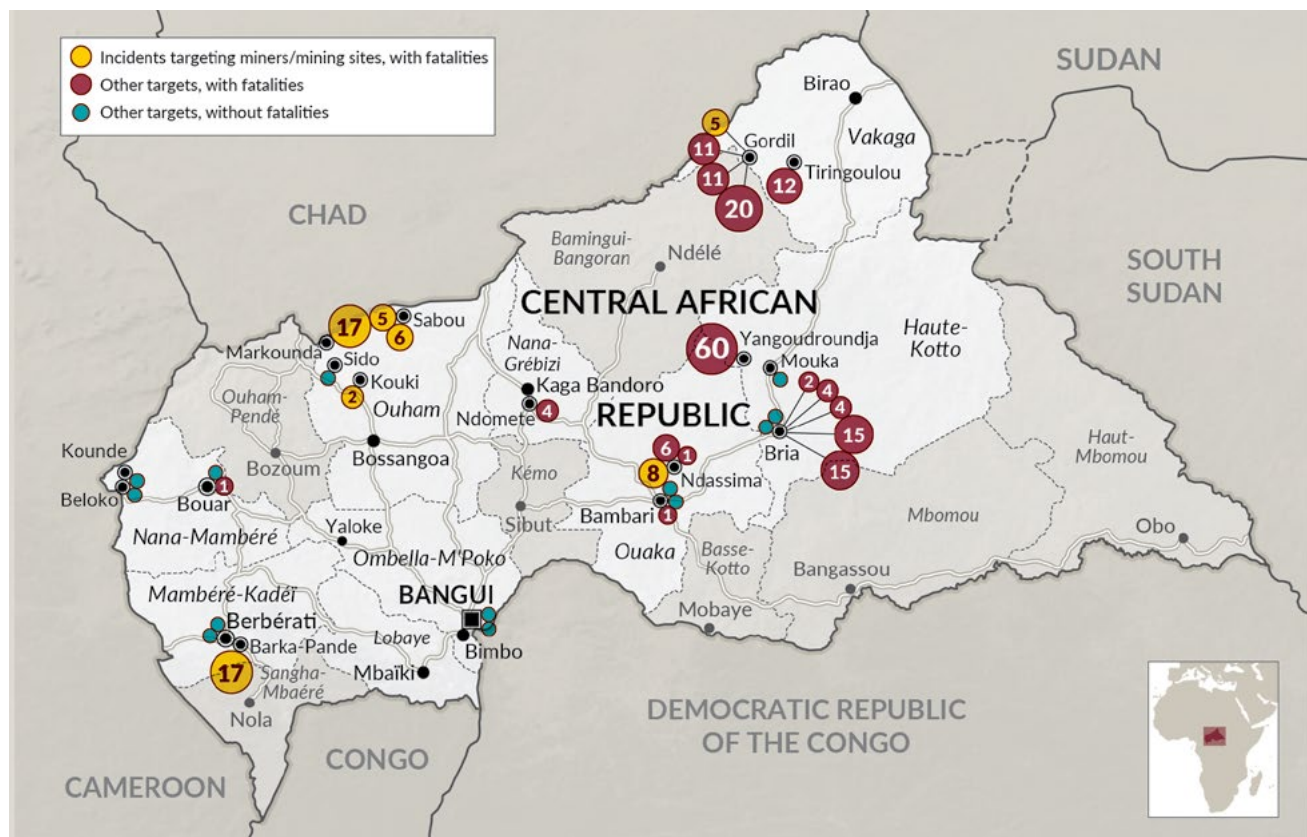 Incidents targeting miners/mining sites, with fatalities
Other targets, with fatalities
Other targets, without fatalities
SUDAN
Birao
Vakaga
5
Gordil
11
11
20
Tiringoulou
12
CHAD
Bamingui-
Bangoran
Ndélé
SOUTH
SUDAN
CENTRAL AFRICAN
REPUBLIC
17
5
6
Sabou
Markounda
Sido
Kouki
2
Ouham
Ouham-
Pendé
Nana-
Grébizi
Kaga Bandoro
Ndomete
4
60
Yangoudroundja
Mouka
Haute-
Kotto
2
4
4
15
15
Bria
Haut-
Mbomou
Kounde
Beloko
Bozoum
Bossangoa
Kémo
6
1
8
Ndassima
Bouar
1
Nana-Mambéré
Yaloke
Sibut
Bambari
1
Mbomou
Obo
Ombella-M'Poko
Ouaka
Basse-
Kotto
Bangassou
Mambéré-Kadéï
BANGUI
Mobaye
Berbérati
Barka-Pande
Lobaye
Bimbo
17
Sangha-
Mbaéré
Mbaïki
Nola
DEMOCRATIC REPUBLIC
OF THE CONGO
CONGO
CAMEROON